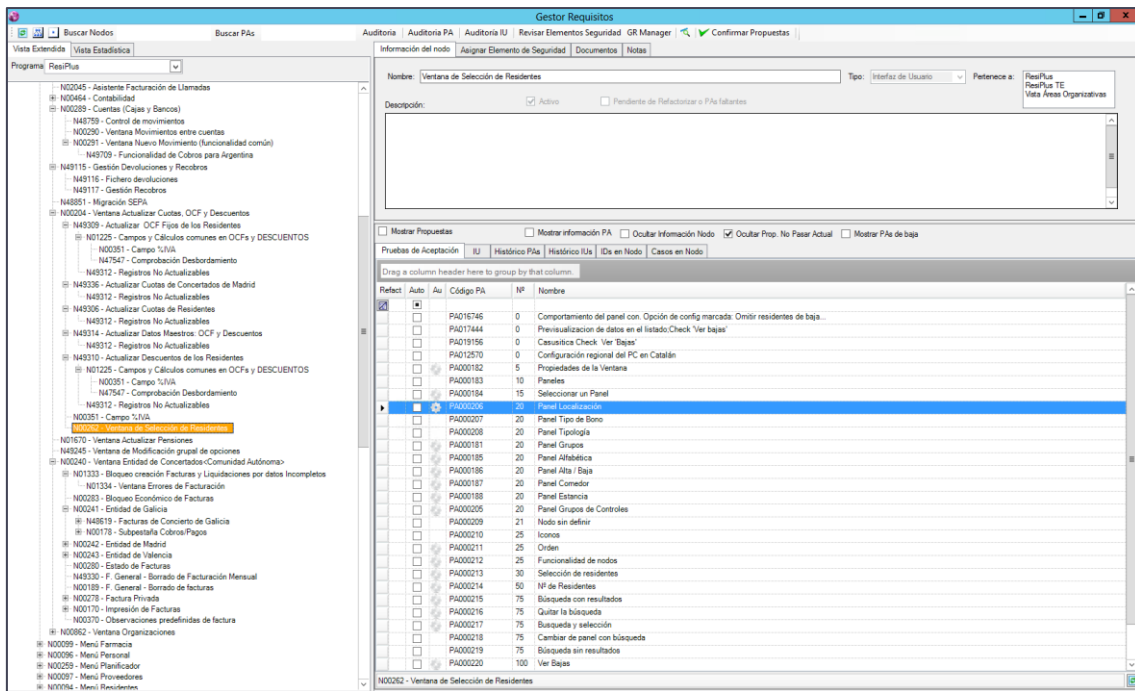 Gestor Requisitos
Buscar Nodos Buscar PAs Auditoria Auditoria PA Auditoría IU Revisar Elementos Seguridad GR Manager Confirmar Propuestas
Vista Extendida Vista Estadística
Programa ResiPlus
N02045 - Asistente Facturación de Llamadas
N00464 - Contabilidad
N00289 - Cuentas (Cajas y Bancos)
N48759 - Control de movimientos
N00290 - Ventana Movimientos entre cuentas
N00291 - Ventana Nuevo Movimiento (funcionalidad común)
N49709 - Funcionalidad de Cobros para Argentina
N49115 - Gestión Devoluciones y Recobros
N49116 - Fichero devoluciones
N49117 - Gestión Recobros
N48851 - Migración SEPA
N00204 - Ventana Actualizar Cuotas, OCF y Descuentos
N49309 - Actualizar OCF Fijos de los Residentes
N01225 - Campos y Cálculos comunes en OCFs y DESCUENTOS
N00351 - Campo %IVA
N47547 - Comprobación Desbordamiento
N49312 - Registros No Actualizables
N49336 - Actualizar Cuotas de Concertados de Madrid
N49312 - Registros No Actualizables
N49306 - Actualizar Cuotas de Residentes
N49312 - Registros No Actualizables
N49314 - Actualizar Datos Maestros: OCF y Descuentos
N49312 - Registros No Actualizables
N49310 - Actualizar Descuentos de los Residentes
N01225 - Campos y Cálculos comunes en OCFs y DESCUENTOS
N00351 - Campo %IVA
N47547 - Comprobación Desbordamiento
N49312 - Registros No Actualizables
N00351 - Campo %IVA
N00262 - Ventana de Selección de Residentes
N01670 - Ventana Actualizar Pensiones
N49245 - Ventana de Modificación grupal de opciones
N00240 - Ventana Entidad de Concertados<Comunidad Autónoma>
N01333 - Bloqueo creación Facturas y Liquidaciones por datos Incompletos
N01334 - Ventana Errores de Facturación
N00283 - Bloqueo Económico de Facturas
N00241 - Entidad de Galicia
N48619 - Facturas de Concierto de Galicia
N00178 - Subpestaña Cobros/Pagos
N00242 - Entidad de Madrid
N00243 - Entidad de Valencia
N00280 - Estado de Facturas
N49330 - F. General - Borrado de Facturación Mensual
N00189 - F. General - Borrado de facturas
N00278 - Factura Privada
N00170 - Impresión de Facturas
N00370 - Observaciones predefinidas de factura
N00862 - Ventana Organizaciones
N00099 - Menú Farmacia
N00096 - Menú Personal
N00259 - Menú Planificador
N00097 - Menú Proveedores
N00094 - Menú Residentes
Información del nodo Asignar Elemento de Seguridad Documentos Notas
Nombre: Ventana de Selección de Residentes Tipo: Interfaz de Usuario Pertenece a: ResiPlus
ResiPlus TE
Vista Áreas Organizativas
Descripción: Activo Pendiente de Refactorizar o PAs faltantes
Mostrar Propuestas Mostrar información PA Ocultar Información Nodo Ocultar Prop. No Pasar Actual Mostrar PAs de baja
Pruebas de Aceptación IU Histórico PAs Histórico IUs IDs en Nodo Casos en Nodo
Drag a column header here to group by that column.
Refact Auto Au Código PA Nº Nombre
PA016746 0 Comportamiento del panel con. Opción de config marcada: Omitir residentes de baja...
PA017444 0 Previsualizacion de datos en el listado;Check 'Ver bajas'
PA019156 0 Casusitica Check Ver 'Bajas'
PA012570 0 Configuración regional del PC en Catalán
PA000182 5 Propiedades de la Ventana
PA000183 10 Paneles
PA000184 15 Seleccionar un Panel
PA000206 20 Panel Localización
PA000207 20 Panel Tipo de Bono
PA000208 20 Panel Tipología
PA000181 20 Panel Grupos
PA000185 20 Panel Alfabética
PA000186 20 Panel Alta / Baja
PA000187 20 Panel Comedor
PA000188 20 Panel Estancia
PA000205 20 Panel Grupos de Controles
PA000209 21 Nodo sin definir
PA000210 25 Iconos
PA000211 25 Orden
PA000212 25 Funcionalidad de nodos
PA000213 30 Selección de residentes
PA000214 50 Nº de Residentes
PA000215 75 Búsqueda con resultados
PA000216 75 Quitar la búsqueda
PA000217 75 Busqueda y selección
PA000218 75 Cambiar de panel con búsqueda
PA000219 75 Búsqueda sin resultados
PA000220 100 Ver Bajas
N00262 - Ventana de Selección de Residentes